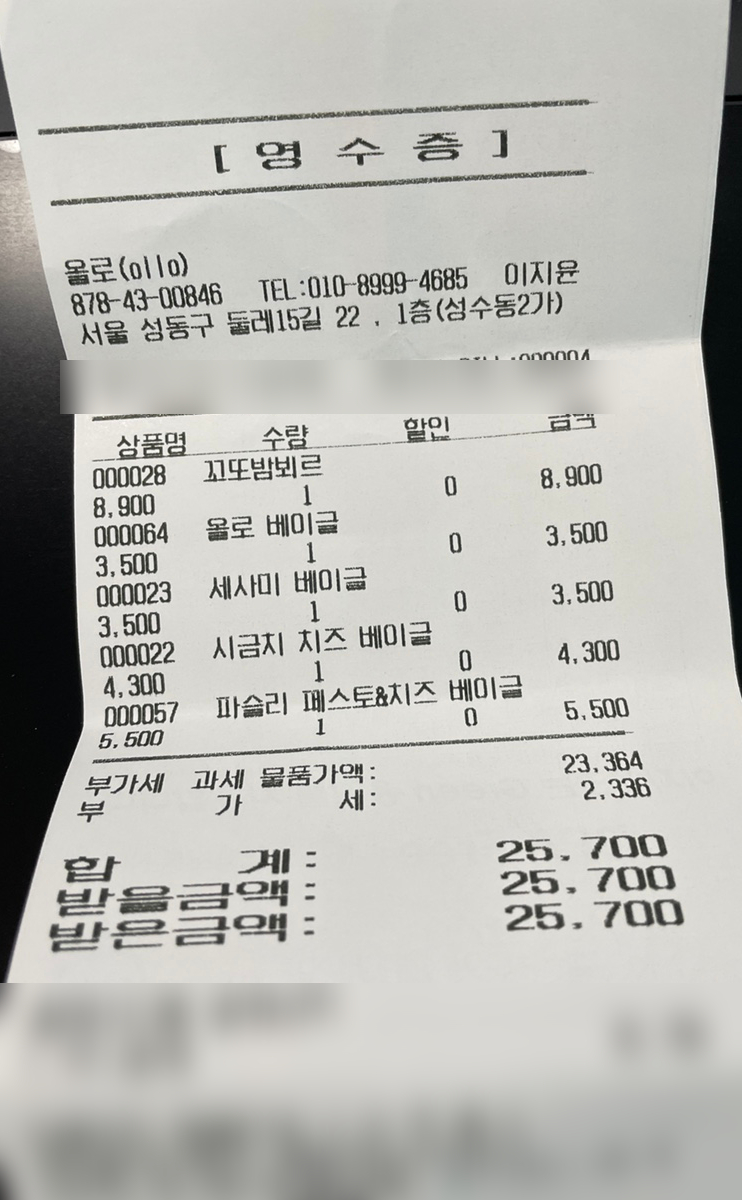 [ 영 수 증 ]
올로(ollo)
878-43-00846 TEL:010-8999-4685 이지윤
서울 성동구 둘레15길 22 , 1층(성수동2가)
상품명 수량 할인 금액
000028 꼬또밤뵈르
8,900 1 0 8,900
000064 올로 베이글
3,500 1 0 3,500
000023 세사미 베이글
3,500 1 0 3,500
000022 시금치 치즈 베이글
4,300 1 0 4,300
000057 파슬리 페스토&치즈 베이글
5,500 1 0 5,500
부가세 과세 물품가액: 23,364
부 가 세: 2,336
합 계: 25,700
받을금액: 25,700
받은금액: 25,700